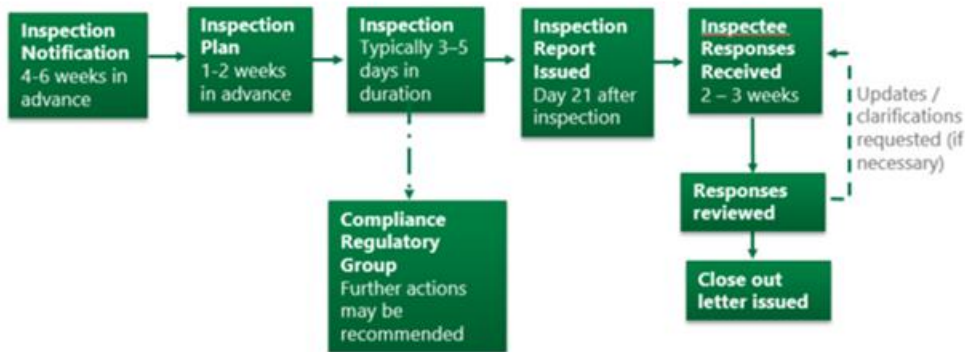 Inspection
Notification
4-6 weeks in
advance
Inspection
Plan
1-2 weeks
in advance
Inspection
Typically 3–5
days in
duration
Inspection
Report
Issued
Day 21 after
inspection
Inspectee
Responses
Received
2 – 3 weeks
Updates /
clarifications
requested (if
necessary)
Responses
reviewed
Close out
letter issued
Compliance
Regulatory
Group
Further actions
may be
recommended